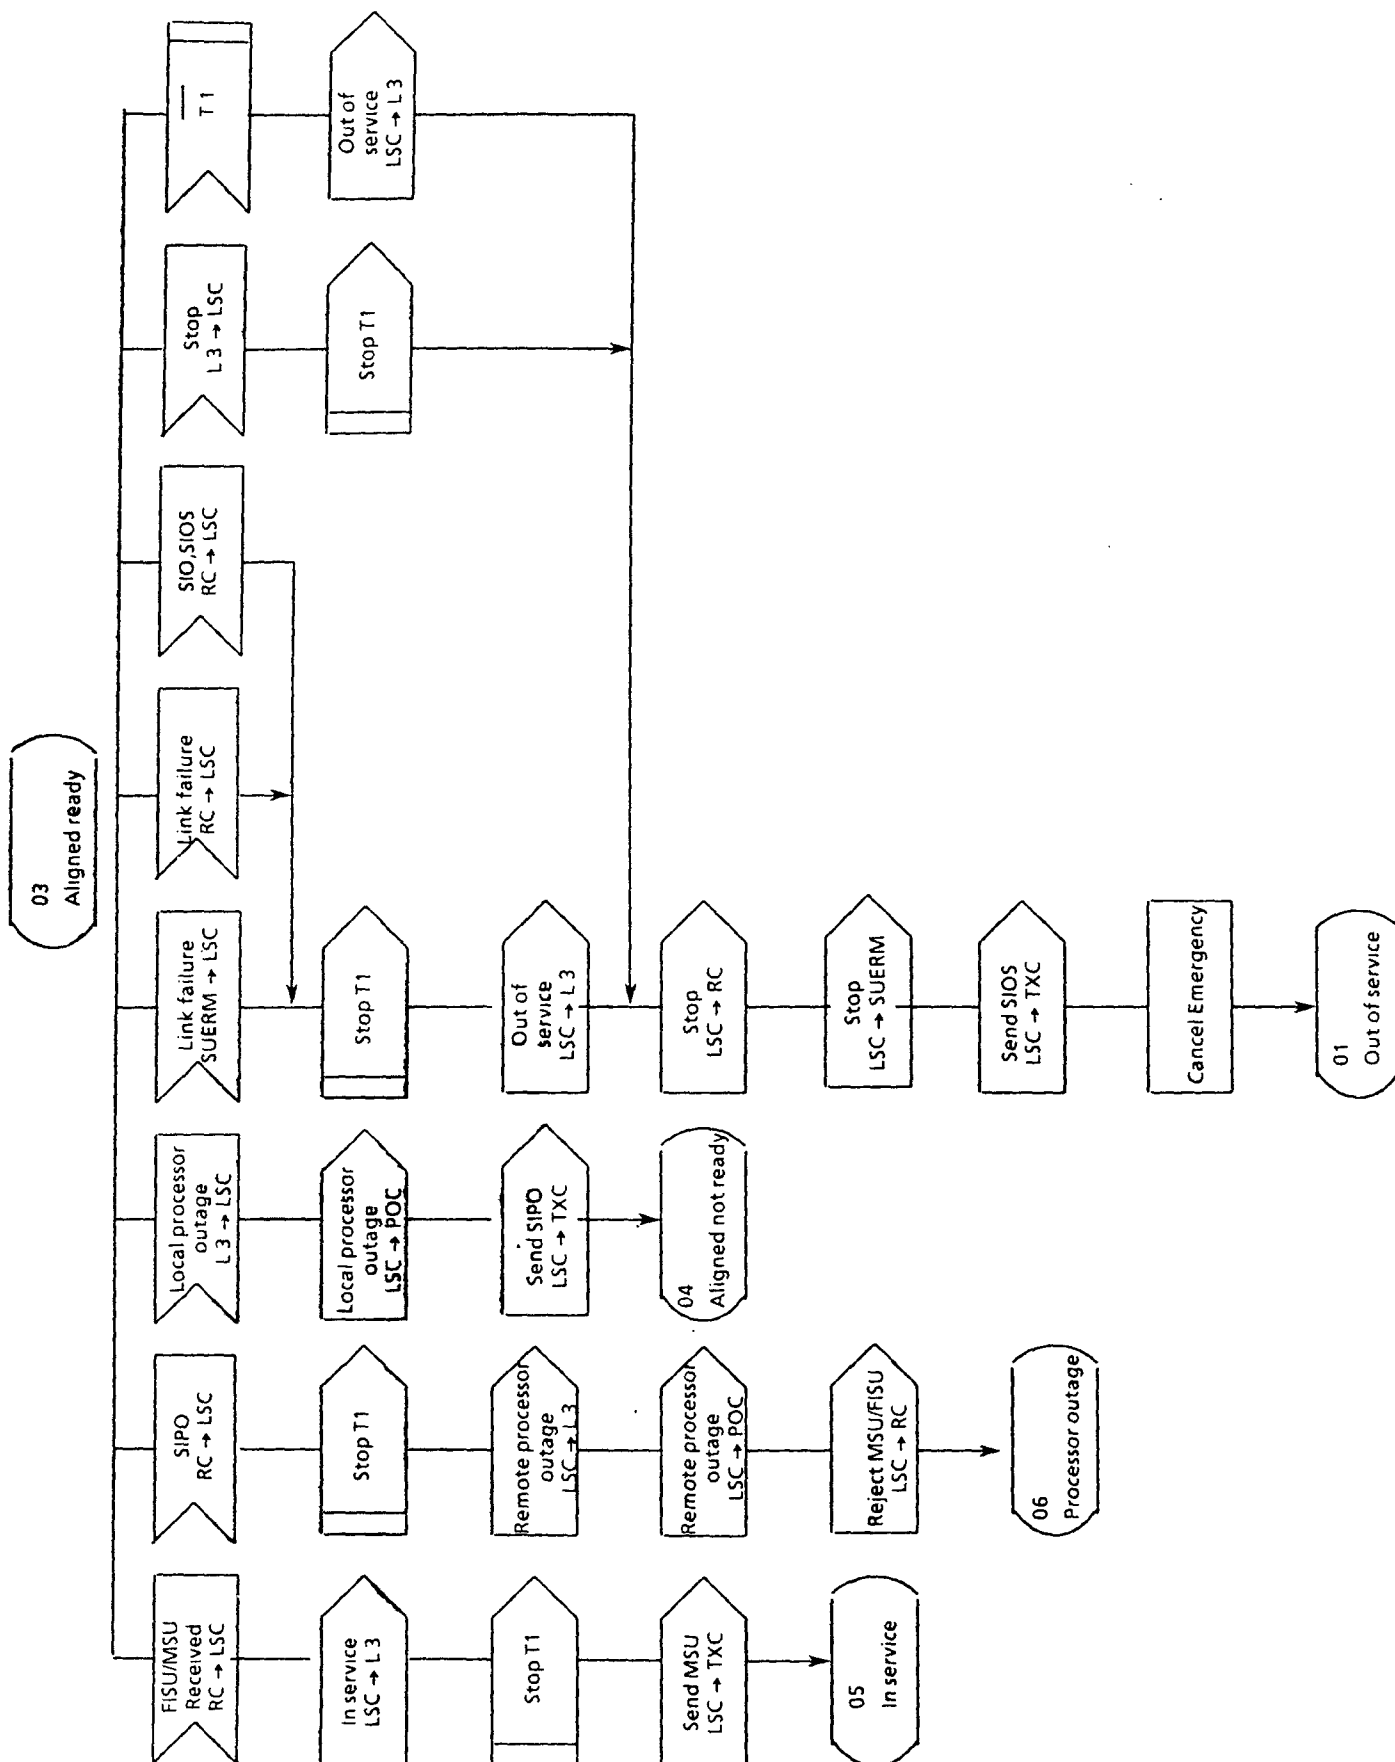 03
Aligned ready
FISU/MSU
Received
RC → LSC
In service
LSC → L3
Stop T1
Send MSU
LSC → TXC
05
In service
SIPO
RC → LSC
Stop T1
Remote processor
outage
LSC → L3
Remote processor
outage
LSC → POC
Reject MSU/FISU
LSC → RC
06
Processor outage
Local processor
outage
L3 → LSC
Local processor
outage
LSC → POC
Send SIPO
LSC → TXC
04
Aligned not ready
Link failure
SUERM → LSC
Stop T1
Out of
service
LSC → L3
Stop
LSC → RC
Stop
LSC → SUERM
Send SIOS
LSC → TXC
Cancel Emergency
01
Out of service
Link failure
RC → LSC
SIO,SIOS
RC → LSC
Stop
L3 → LSC
Stop T1
T1
Out of
service
LSC → L3